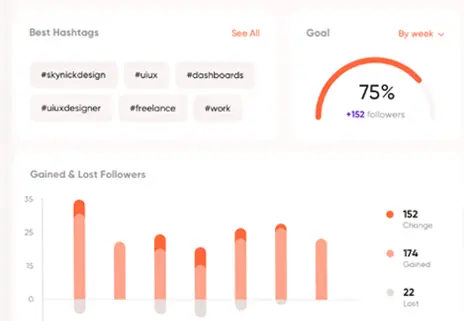 Best Hashtags See All
#skynickdesign #uiux #dashboards
#uiuxdesigner #freelance #work
Goal By week
75%
+152 followers
Gained & Lost Followers
35
25
15
0
152
Change
174
Gained
22
Lost